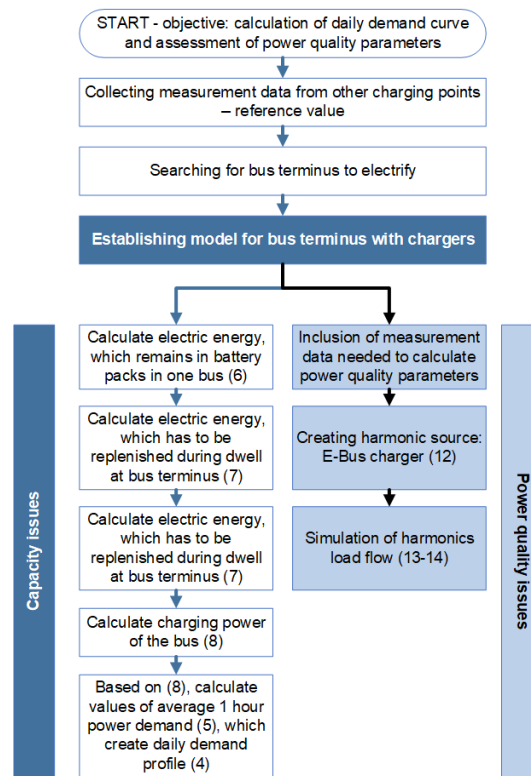 START - objective: calculation of daily demand curve
and assessment of power quality parameters
Collecting measurement data from other charging points
– reference value
Searching for bus terminus to electrify
Establishing model for bus terminus with chargers
Capacity issues
Calculate electric energy,
which remains in battery
packs in one bus (6)
Calculate electric energy,
which has to be
replenished during dwell
at bus terminus (7)
Calculate electric energy,
which has to be
replenished during dwell
at bus terminus (7)
Calculate charging power
of the bus (8)
Based on (8), calculate
values of average 1 hour
power demand (5), which
create daily demand
profile (4)
Inclusion of measurement
data needed to calculate
power quality parameters
Creating harmonic source:
E-Bus charger (12)
Simulation of harmonics
load flow (13-14)
Power quality issues